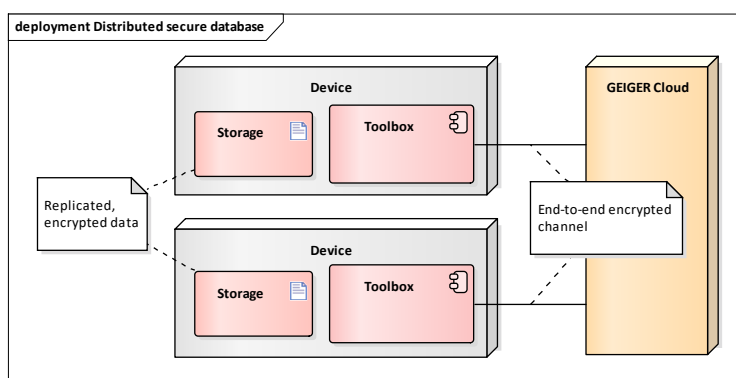 deployment Distributed secure database
Device
GEIGER Cloud
Storage
Toolbox
Replicated,
encrypted data
End-to-end encrypted
channel
Device
Storage
Toolbox